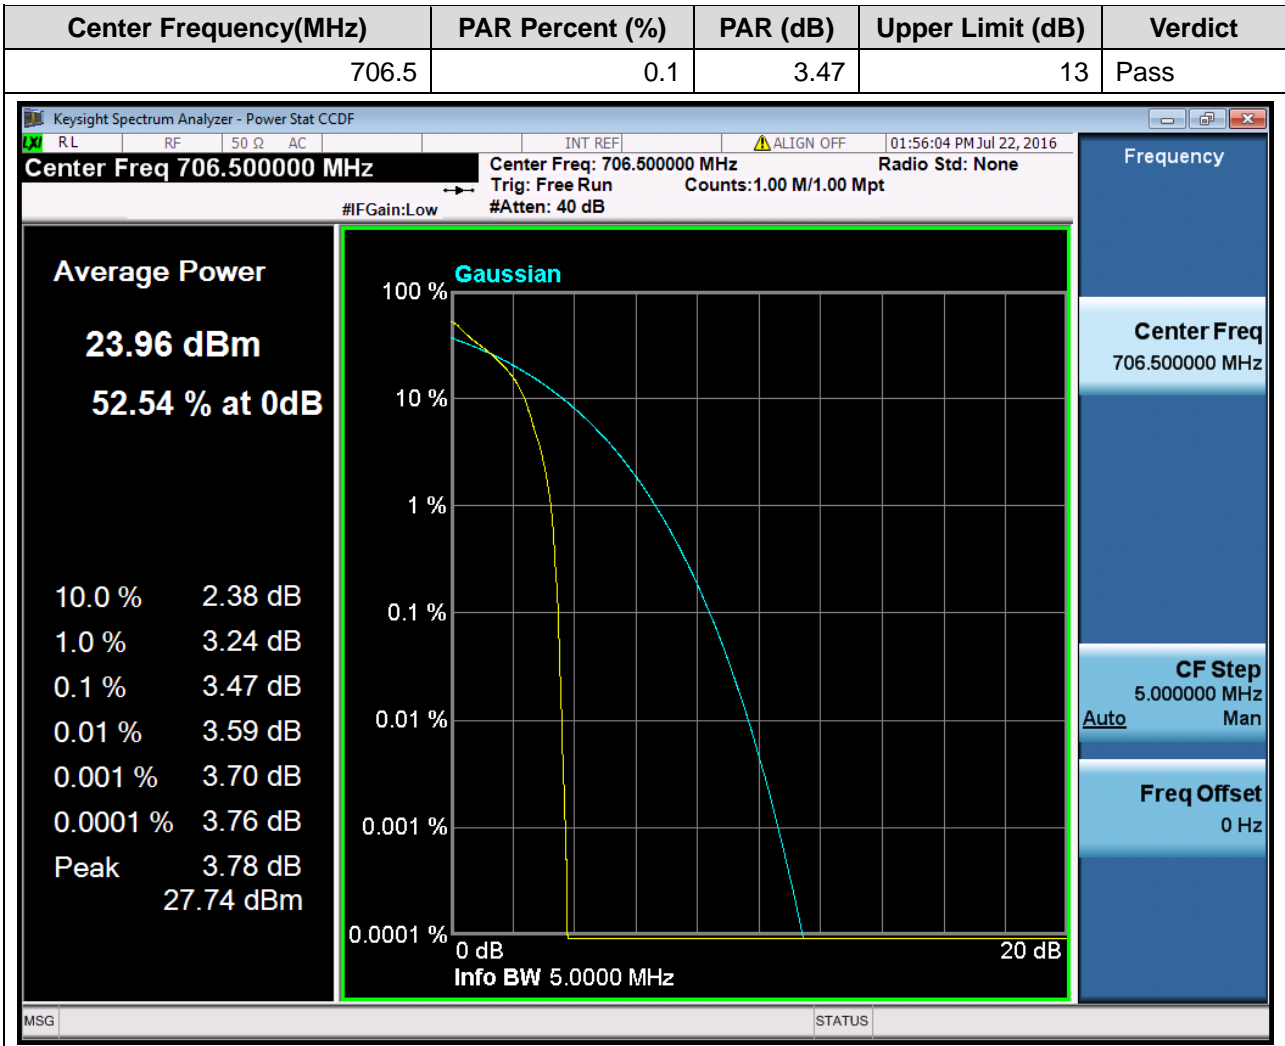 Center Frequency(MHz) PAR Percent (%) PAR (dB) Upper Limit (dB) Verdict
706.5 0.1 3.47 13 Pass
Keysight Spectrum Analyzer - Power Stat CCDF
LXI RL RF 50 Ω AC INT REF ALIGN OFF 01:56:04 PM Jul 22, 2016
Center Freq 706.500000 MHz
Center Freq: 706.500000 MHz Radio Std: None
Trig: Free Run Counts:1.00 M/1.00 Mpt
#IFGain:Low #Atten: 40 dB
Average Power
23.96 dBm
52.54 % at 0dB
10.0 % 2.38 dB
1.0 % 3.24 dB
0.1 % 3.47 dB
0.01 % 3.59 dB
0.001 % 3.70 dB
0.0001 % 3.76 dB
Peak 3.78 dB
27.74 dBm
Gaussian
100 %
10 %
1 %
0.1 %
0.01 %
0.001 %
0.0001 %
0 dB 20 dB
Info BW 5.0000 MHz
Frequency
Center Freq
706.500000 MHz
CF Step
5.000000 MHz
Auto Man
Freq Offset
0 Hz
MSG STATUS